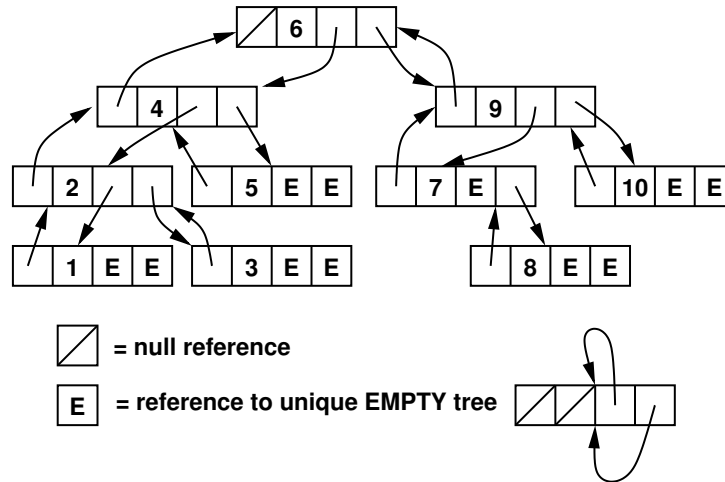 6
4 9
2 5 E E 7 E 10 E E
1 E E 3 E E 8 E E
= null reference
E = reference to unique EMPTY tree